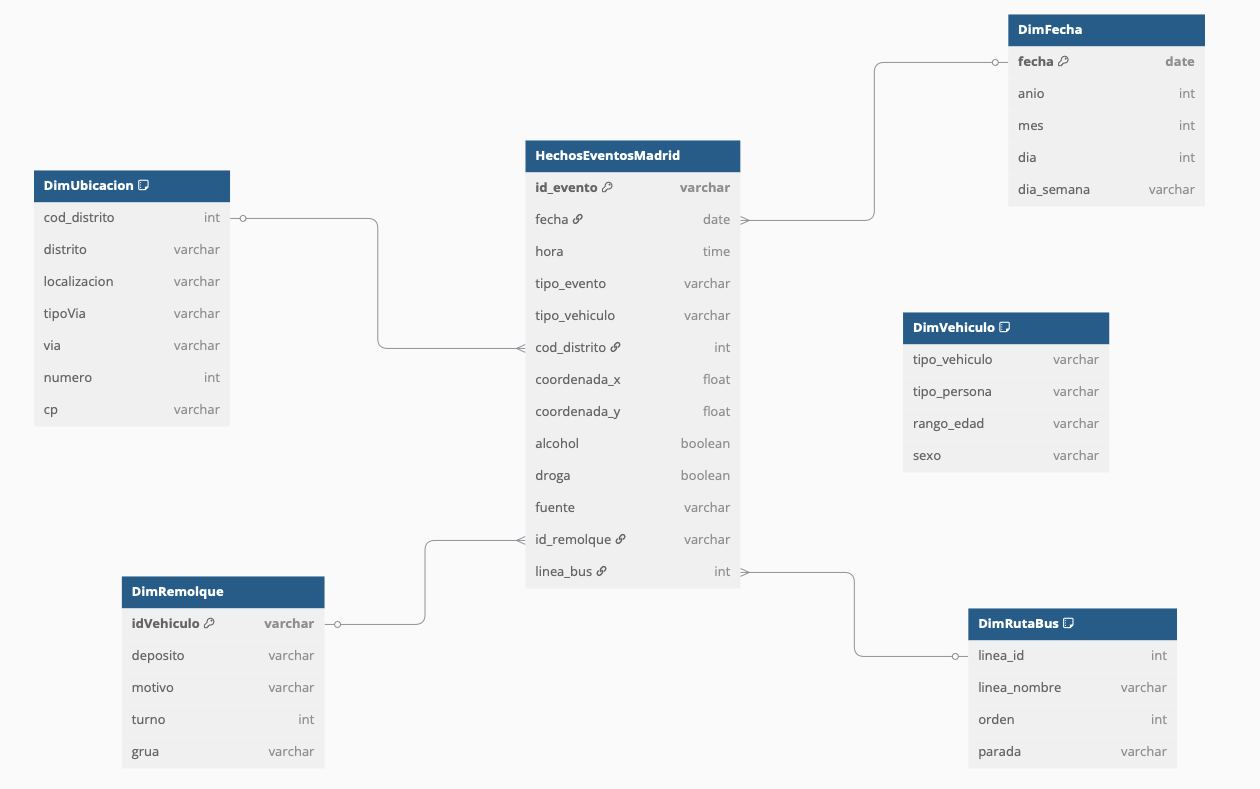 DimFecha
fecha date
anio int
mes int
dia int
dia_semana varchar
HechosEventosMadrid
id_evento varchar
fecha date
hora time
tipo_evento varchar
tipo_vehiculo varchar
cod_distrito int
coordenada_x float
coordenada_y float
alcohol boolean
droga boolean
fuente varchar
id_remolque varchar
linea_bus int
DimUbicacion
cod_distrito int
distrito varchar
localizacion varchar
tipoVia varchar
via varchar
numero int
cp varchar
DimVehiculo
tipo_vehiculo varchar
tipo_persona varchar
rango_edad varchar
sexo varchar
DimRemolque
idVehiculo varchar
deposito varchar
motivo varchar
turno int
grua varchar
DimRutaBus
linea_id int
linea_nombre varchar
orden int
parada varchar